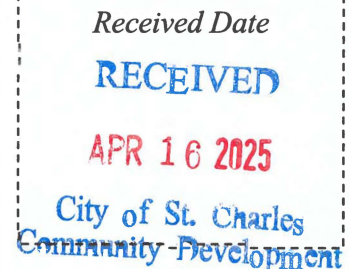 Received Date
RECEIVED
APR 16 2025
City of St. Charles
Community Development